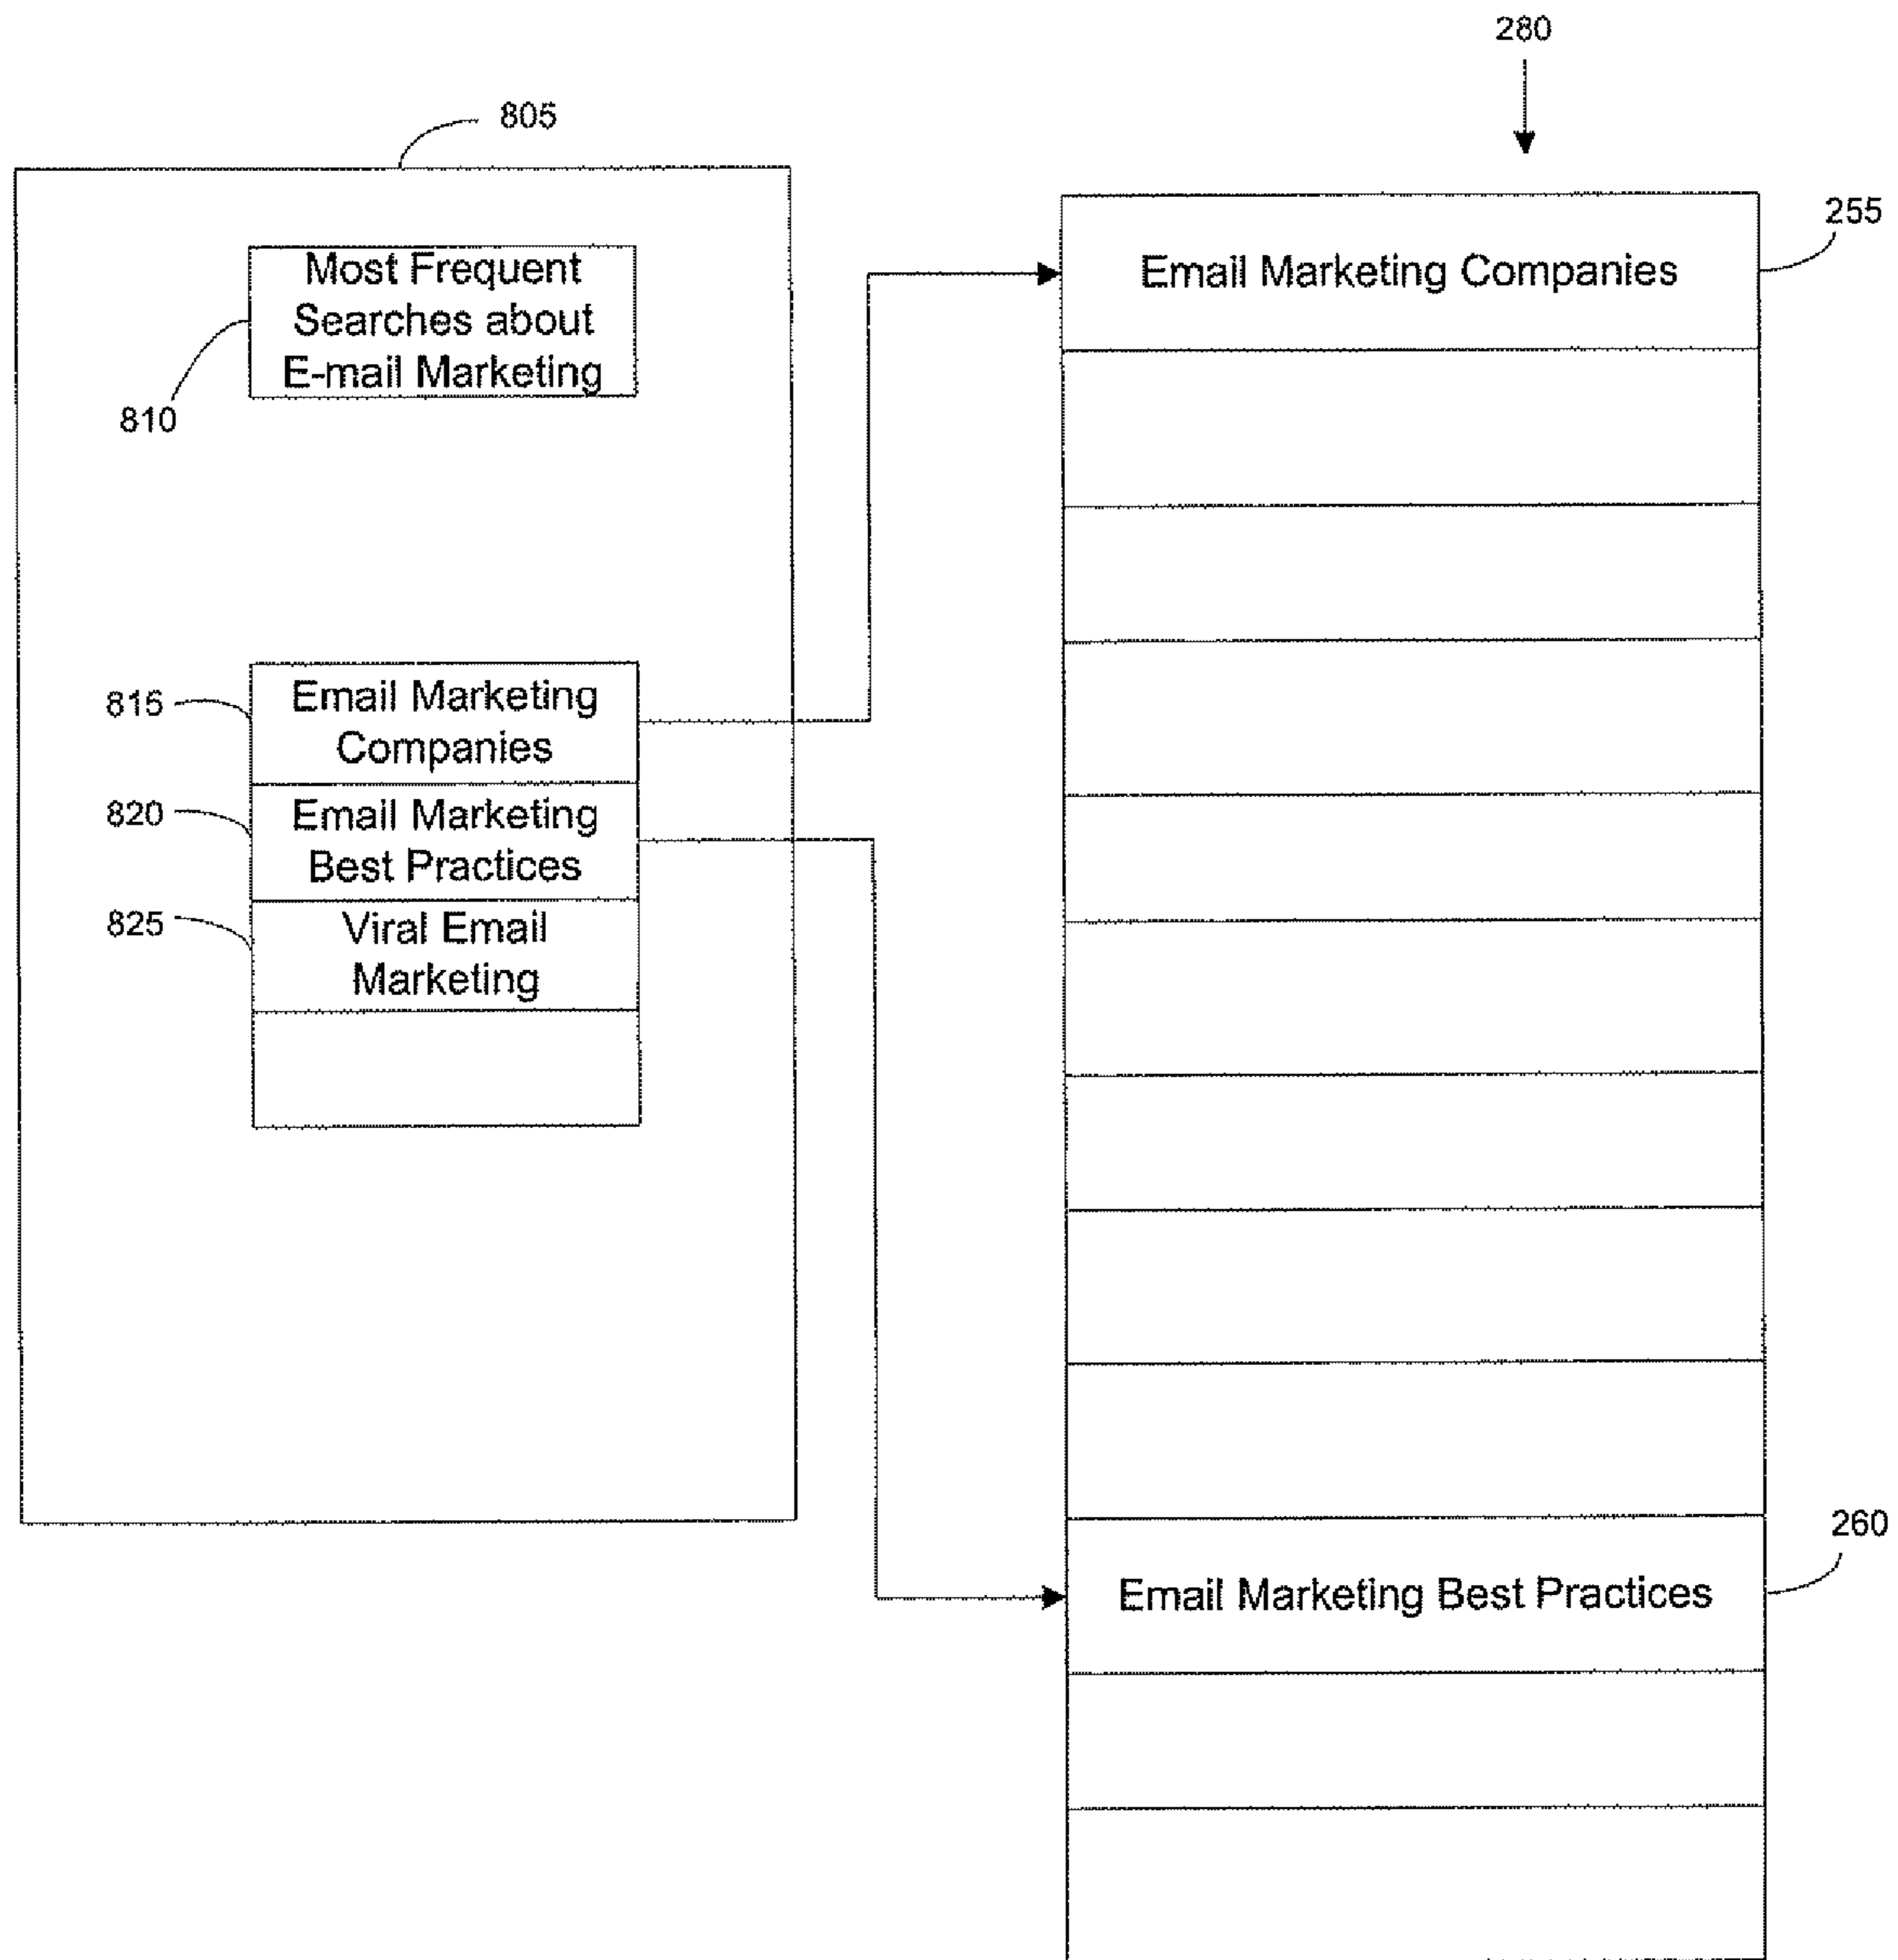 280
805
255
Most Frequent
Searches about
E-mail Marketing
810
Email Marketing Companies
815
Email Marketing
Companies
820
Email Marketing
Best Practices
825
Viral Email
Marketing
260
Email Marketing Best Practices